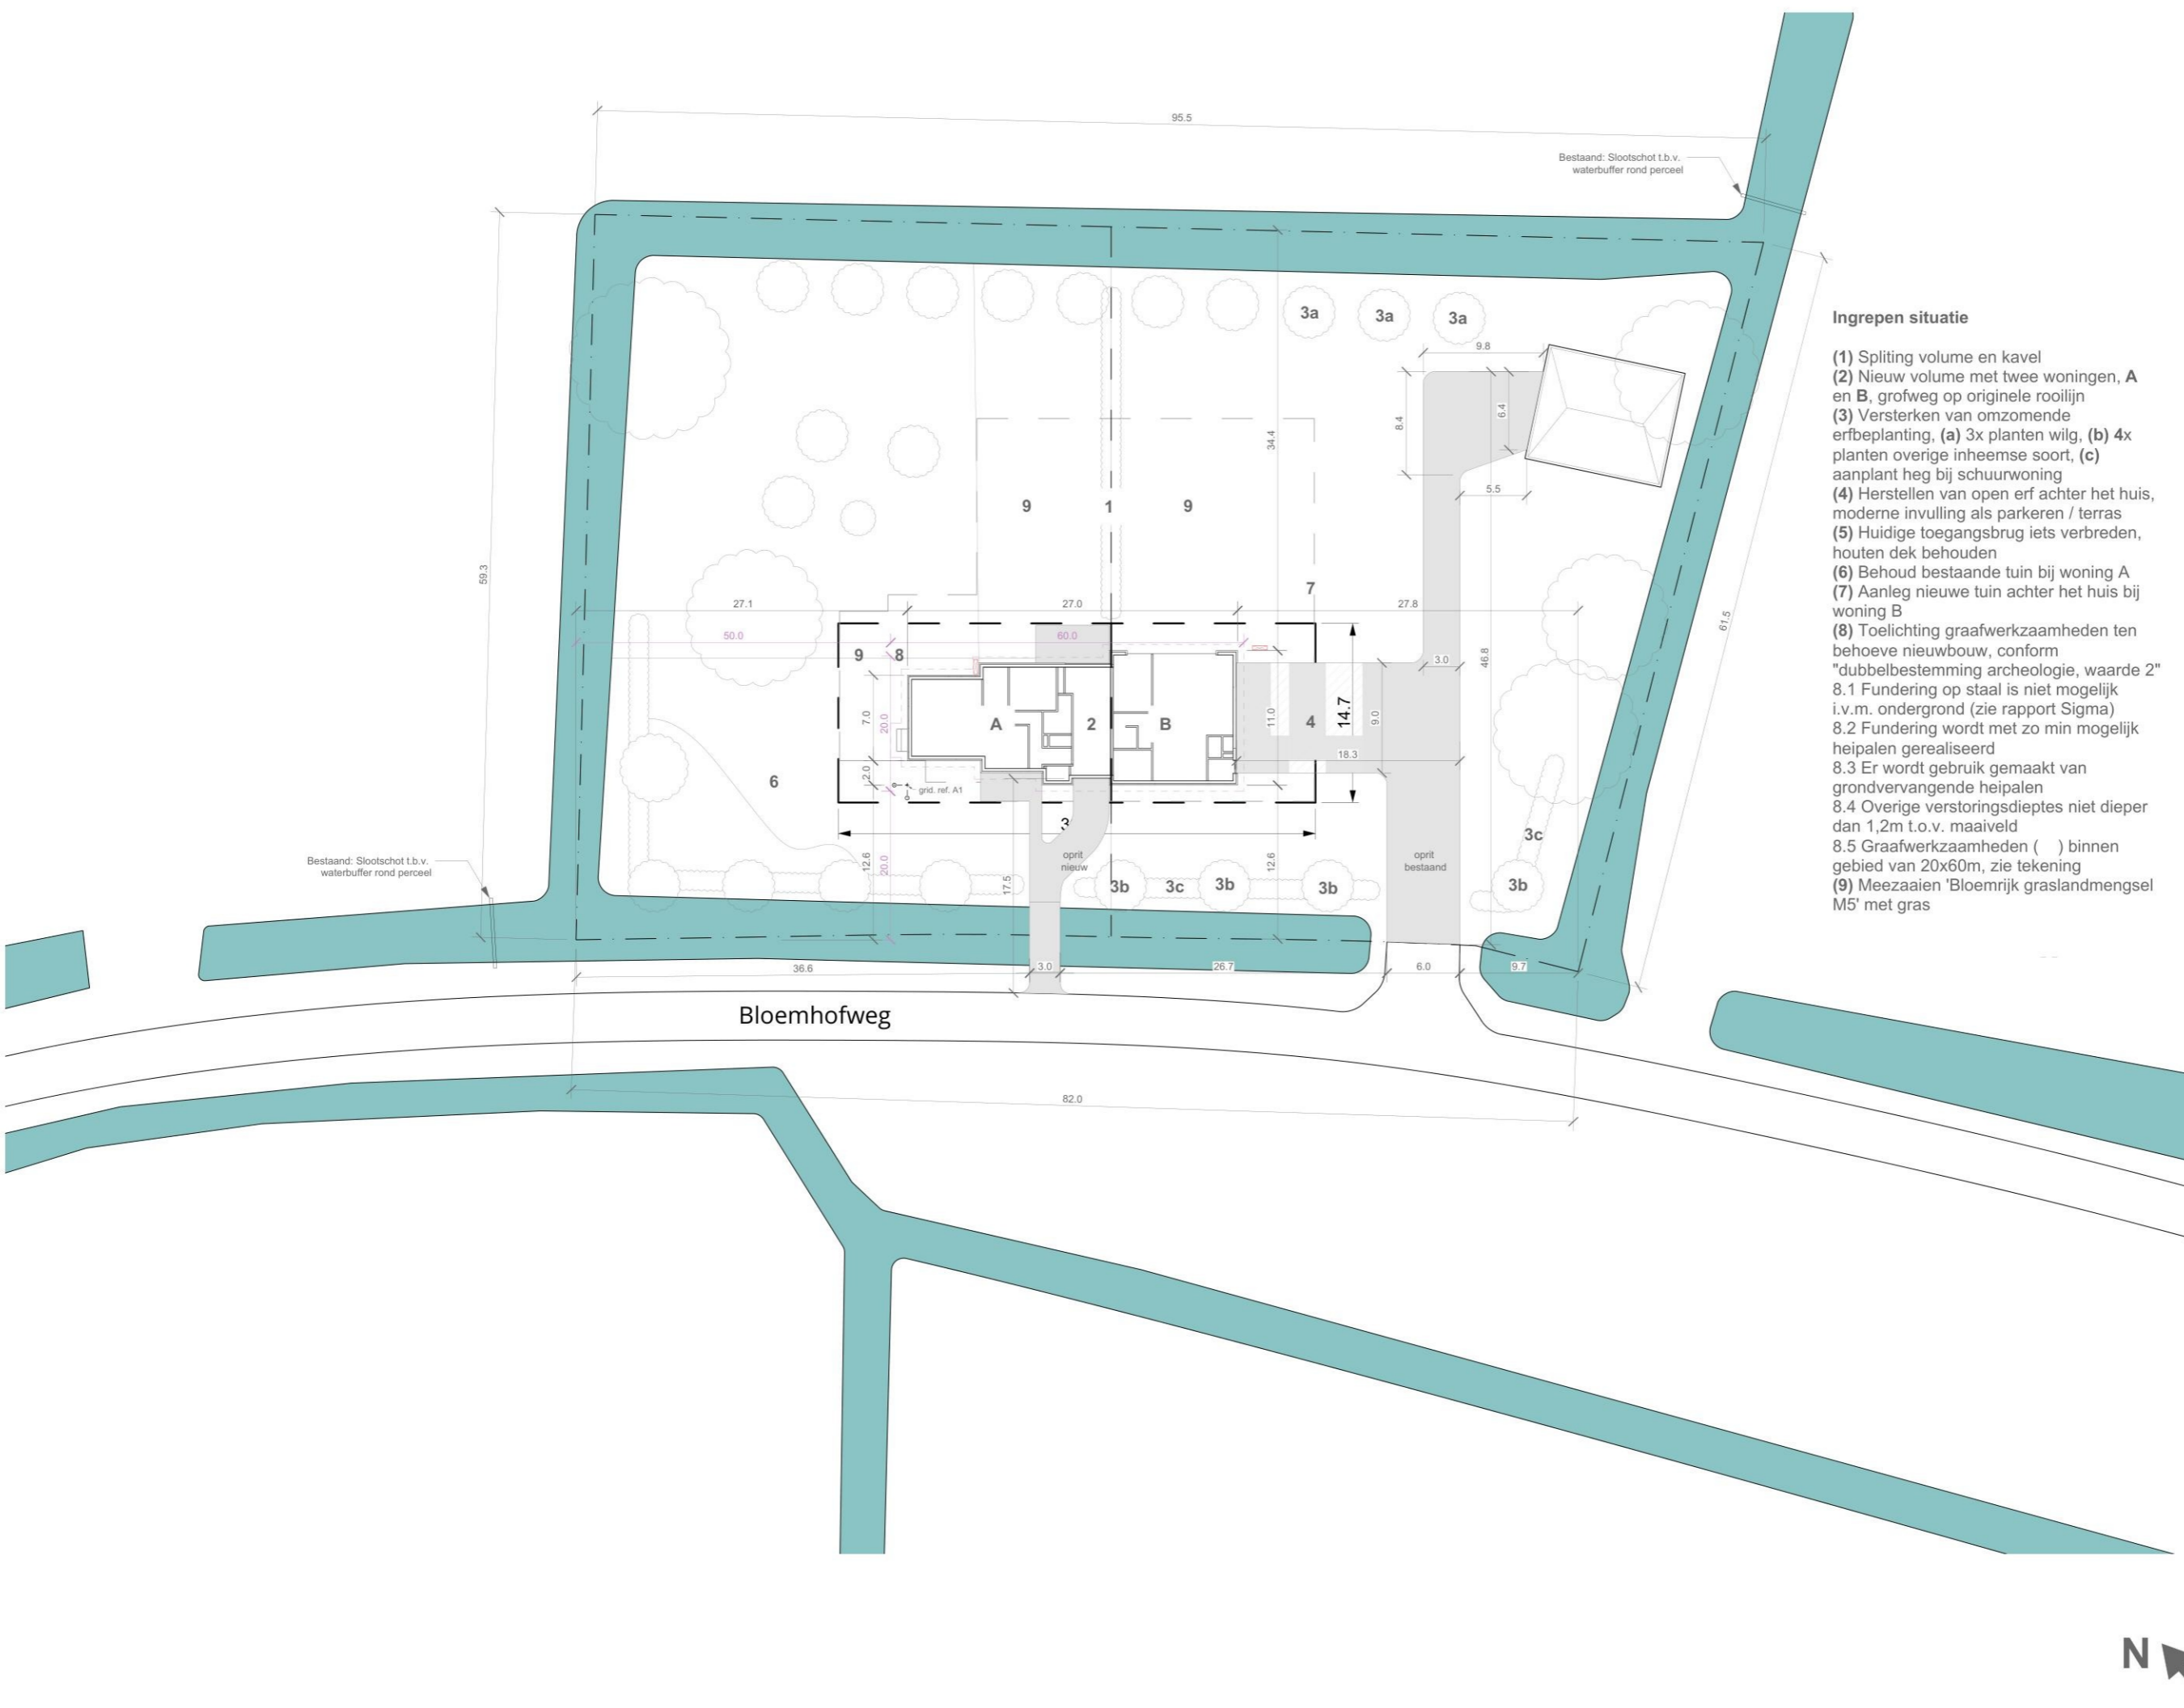 95.5
Bestaand: Slootschot t.b.v.
waterbuffer rond perceel
3a
3a
3a
9.8
8.4
6.4
34.4
5.5
9
1
9
59.3
61.5
7
27.1
27.0
27.8
50.0
60.0
9
8
3.0
46.8
7.0
20.0
A
2
B
11.0
4
14.7
9.0
18.3
2.0
6
grid. ref. A1
3
3c
oprit
nieuw
oprit
bestaand
12.6
20.0
17.5
12.6
Bestaand: Slootschot t.b.v.
waterbuffer rond perceel
3b
3c
3b
3b
3b
36.6
3.0
26.7
6.0
9.7
Bloemhofweg
82.0
Ingrepen situatie
(1) Spliting volume en kavel
(2) Nieuw volume met twee woningen, A
en B, grofweg op originele rooilijn
(3) Versterken van omzomende
erfbeplanting, (a) 3x planten wilg, (b) 4x
planten overige inheemse soort, (c)
aanplant heg bij schuurwoning
(4) Herstellen van open erf achter het huis,
moderne invulling als parkeren / terras
(5) Huidige toegangsbrug iets verbreden,
houten dek behouden
(6) Behoud bestaande tuin bij woning A
(7) Aanleg nieuwe tuin achter het huis bij
woning B
(8) Toelichting graafwerkzaamheden ten
behoeve nieuwbouw, conform
"dubbelbestemming archeologie, waarde 2"
8.1 Fundering op staal is niet mogelijk
i.v.m. ondergrond (zie rapport Sigma)
8.2 Fundering wordt met zo min mogelijk
heipalen gerealiseerd
8.3 Er wordt gebruik gemaakt van
grondvervangende heipalen
8.4 Overige verstoringsdieptes niet dieper
dan 1,2m t.o.v. maaiveld
8.5 Graafwerkzaamheden ( ) binnen
gebied van 20x60m, zie tekening
(9) Meezaaien 'Bloemrijk graslandmengsel
M5' met gras
N